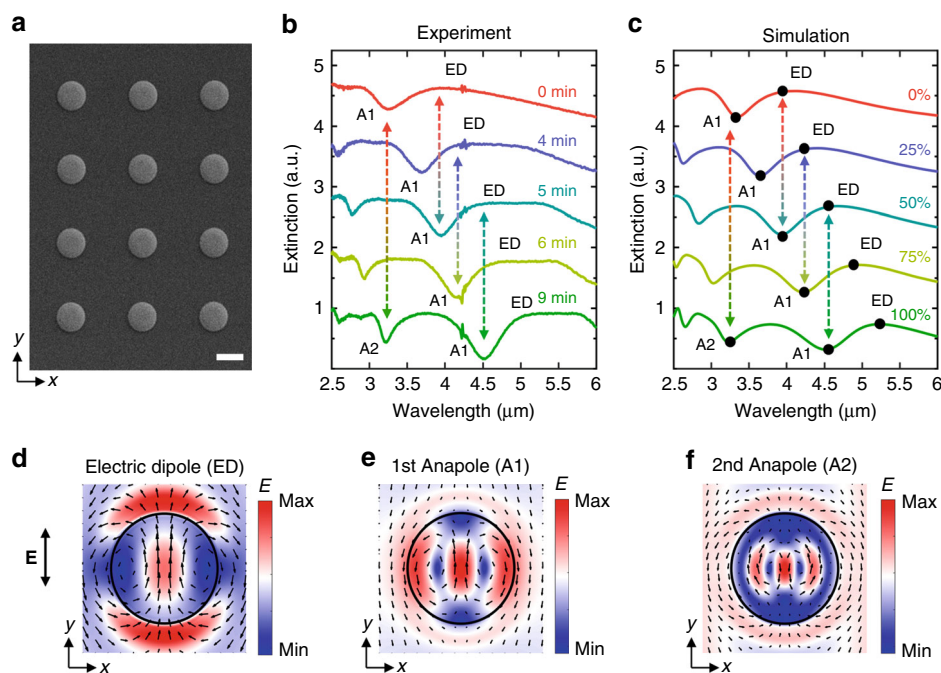 a
y
x
b
Experiment
Extinction (a.u.)
5
4
3
2
1
ED
0 min
A1
ED
4 min
A1
ED
5 min
A1
ED
6 min
A1
ED
9 min
A2
A1
2.5 3 3.5 4 4.5 5 5.5 6
Wavelength (μm)
c
Simulation
Extinction (a.u.)
5
4
3
2
1
ED
0%
A1
ED
25%
A1
ED
50%
A1
ED
75%
A1
ED
100%
A2
A1
2.5 3 3.5 4 4.5 5 5.5 6
Wavelength (μm)
d
Electric dipole (ED)
E
Max
Min
E
y
x
e
1st Anapole (A1)
E
Max
Min
y
x
f
2nd Anapole (A2)
E
Max
Min
y
x